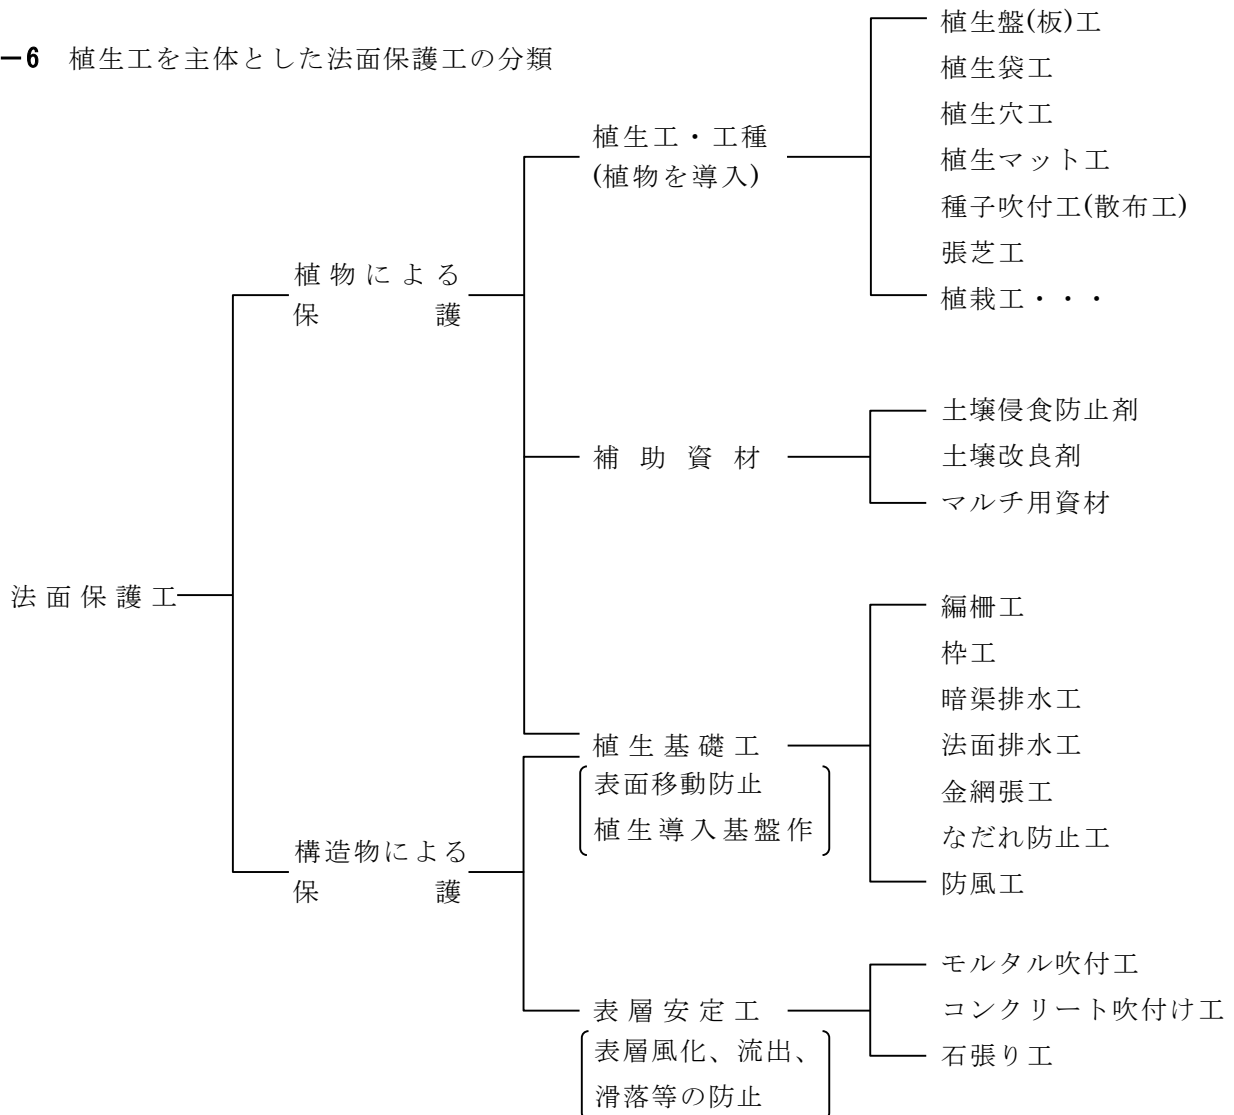 −6 植生工を主体とした法面保護工の分類
法面保護工
植物による
保護
構造物による
保護
植生工・工種
(植物を導入)
補助資材
植生基礎工
表面移動防止
植生導入基盤作
表層安定工
表層風化、流出、
滑落等の防止
植生盤(板)工
植生袋工
植生穴工
植生マット工
種子吹付工(散布工)
張芝工
植栽工・・・
土壌侵食防止剤
土壌改良剤
マルチ用資材
編柵工
枠工
暗渠排水工
法面排水工
金網張工
なだれ防止工
防風工
モルタル吹付工
コンクリート吹付け工
石張り工